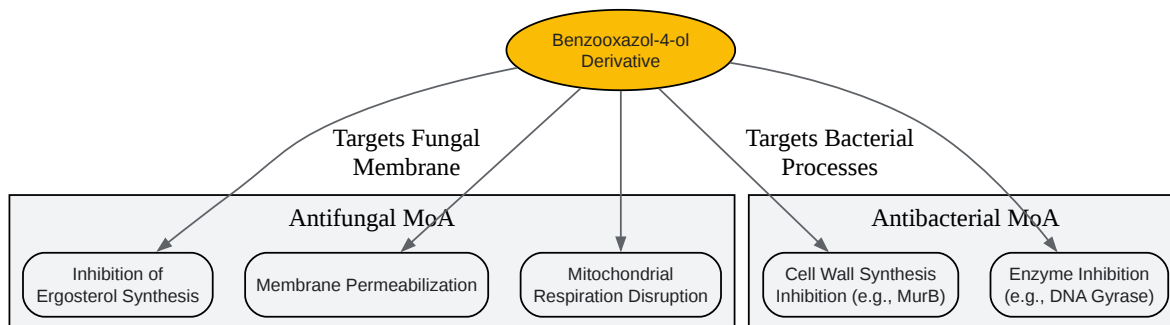 Benzooxazol-4-ol
Derivative
Targets Fungal
Membrane
Targets Bacterial
Processes
Antifungal MoA
Antibacterial MoA
Inhibition of
Ergosterol Synthesis
Membrane Permeabilization
Mitochondrial
Respiration Disruption
Cell Wall Synthesis
Inhibition (e.g., MurB)
Enzyme Inhibition
(e.g., DNA Gyrase)